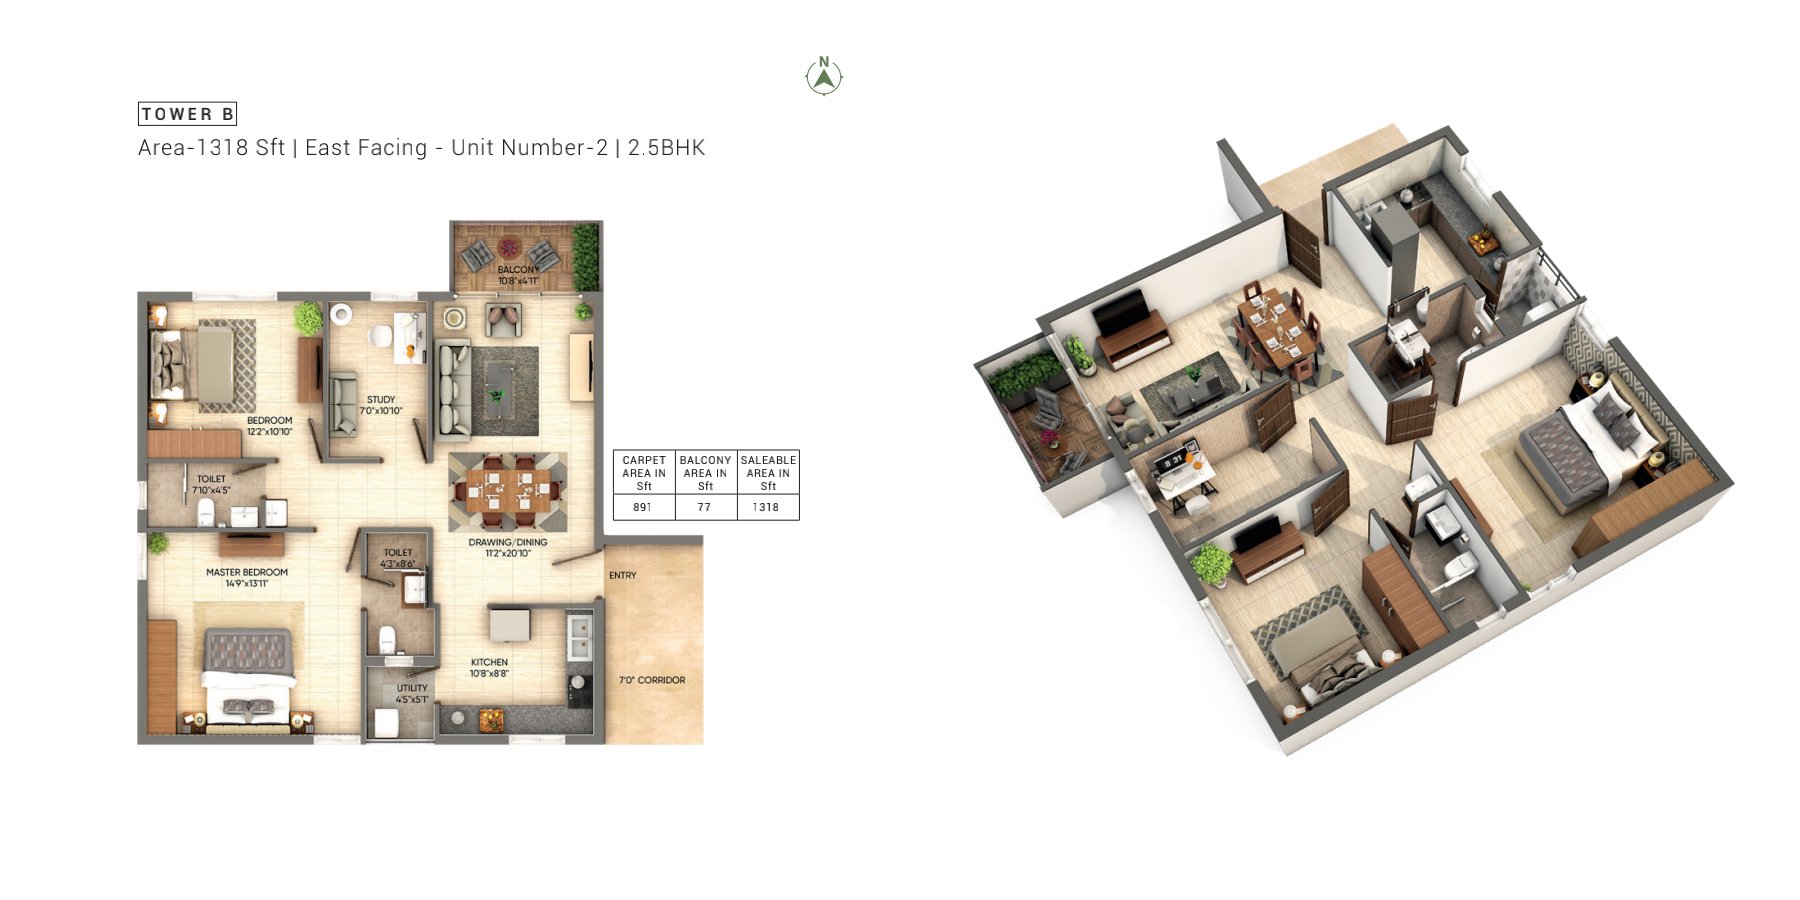 N
TOWER B
Area-1318 Sft | East Facing - Unit Number-2 | 2.5BHK
BALCONY
10'8"x4'11"
STUDY
7'0"x10'10"
BEDROOM
12'2"x10'10"
TOILET
7'10"x4'5"
CARPET AREA IN Sft
BALCONY AREA IN Sft
SALEABLE AREA IN Sft
891
77
1318
DRAWING/DINING
11'2"x20'10"
TOILET
4'3"x8'6"
MASTER BEDROOM
14'9"x13'11"
ENTRY
KITCHEN
10'8"x8'8"
7'0" CORRIDOR
UTILITY
4'5"x5'1"
8:31